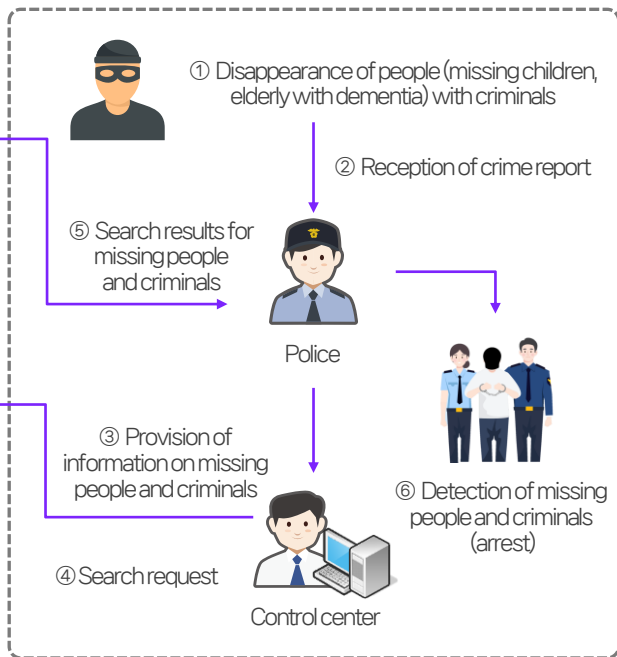 ① Disappearance of people (missing children,
elderly with dementia) with criminals
② Reception of crime report
⑤ Search results for
missing people
and criminals
Police
③ Provision of
information on missing
people and criminals
⑥ Detection of missing
people and criminals
(arrest)
④ Search request
Control center